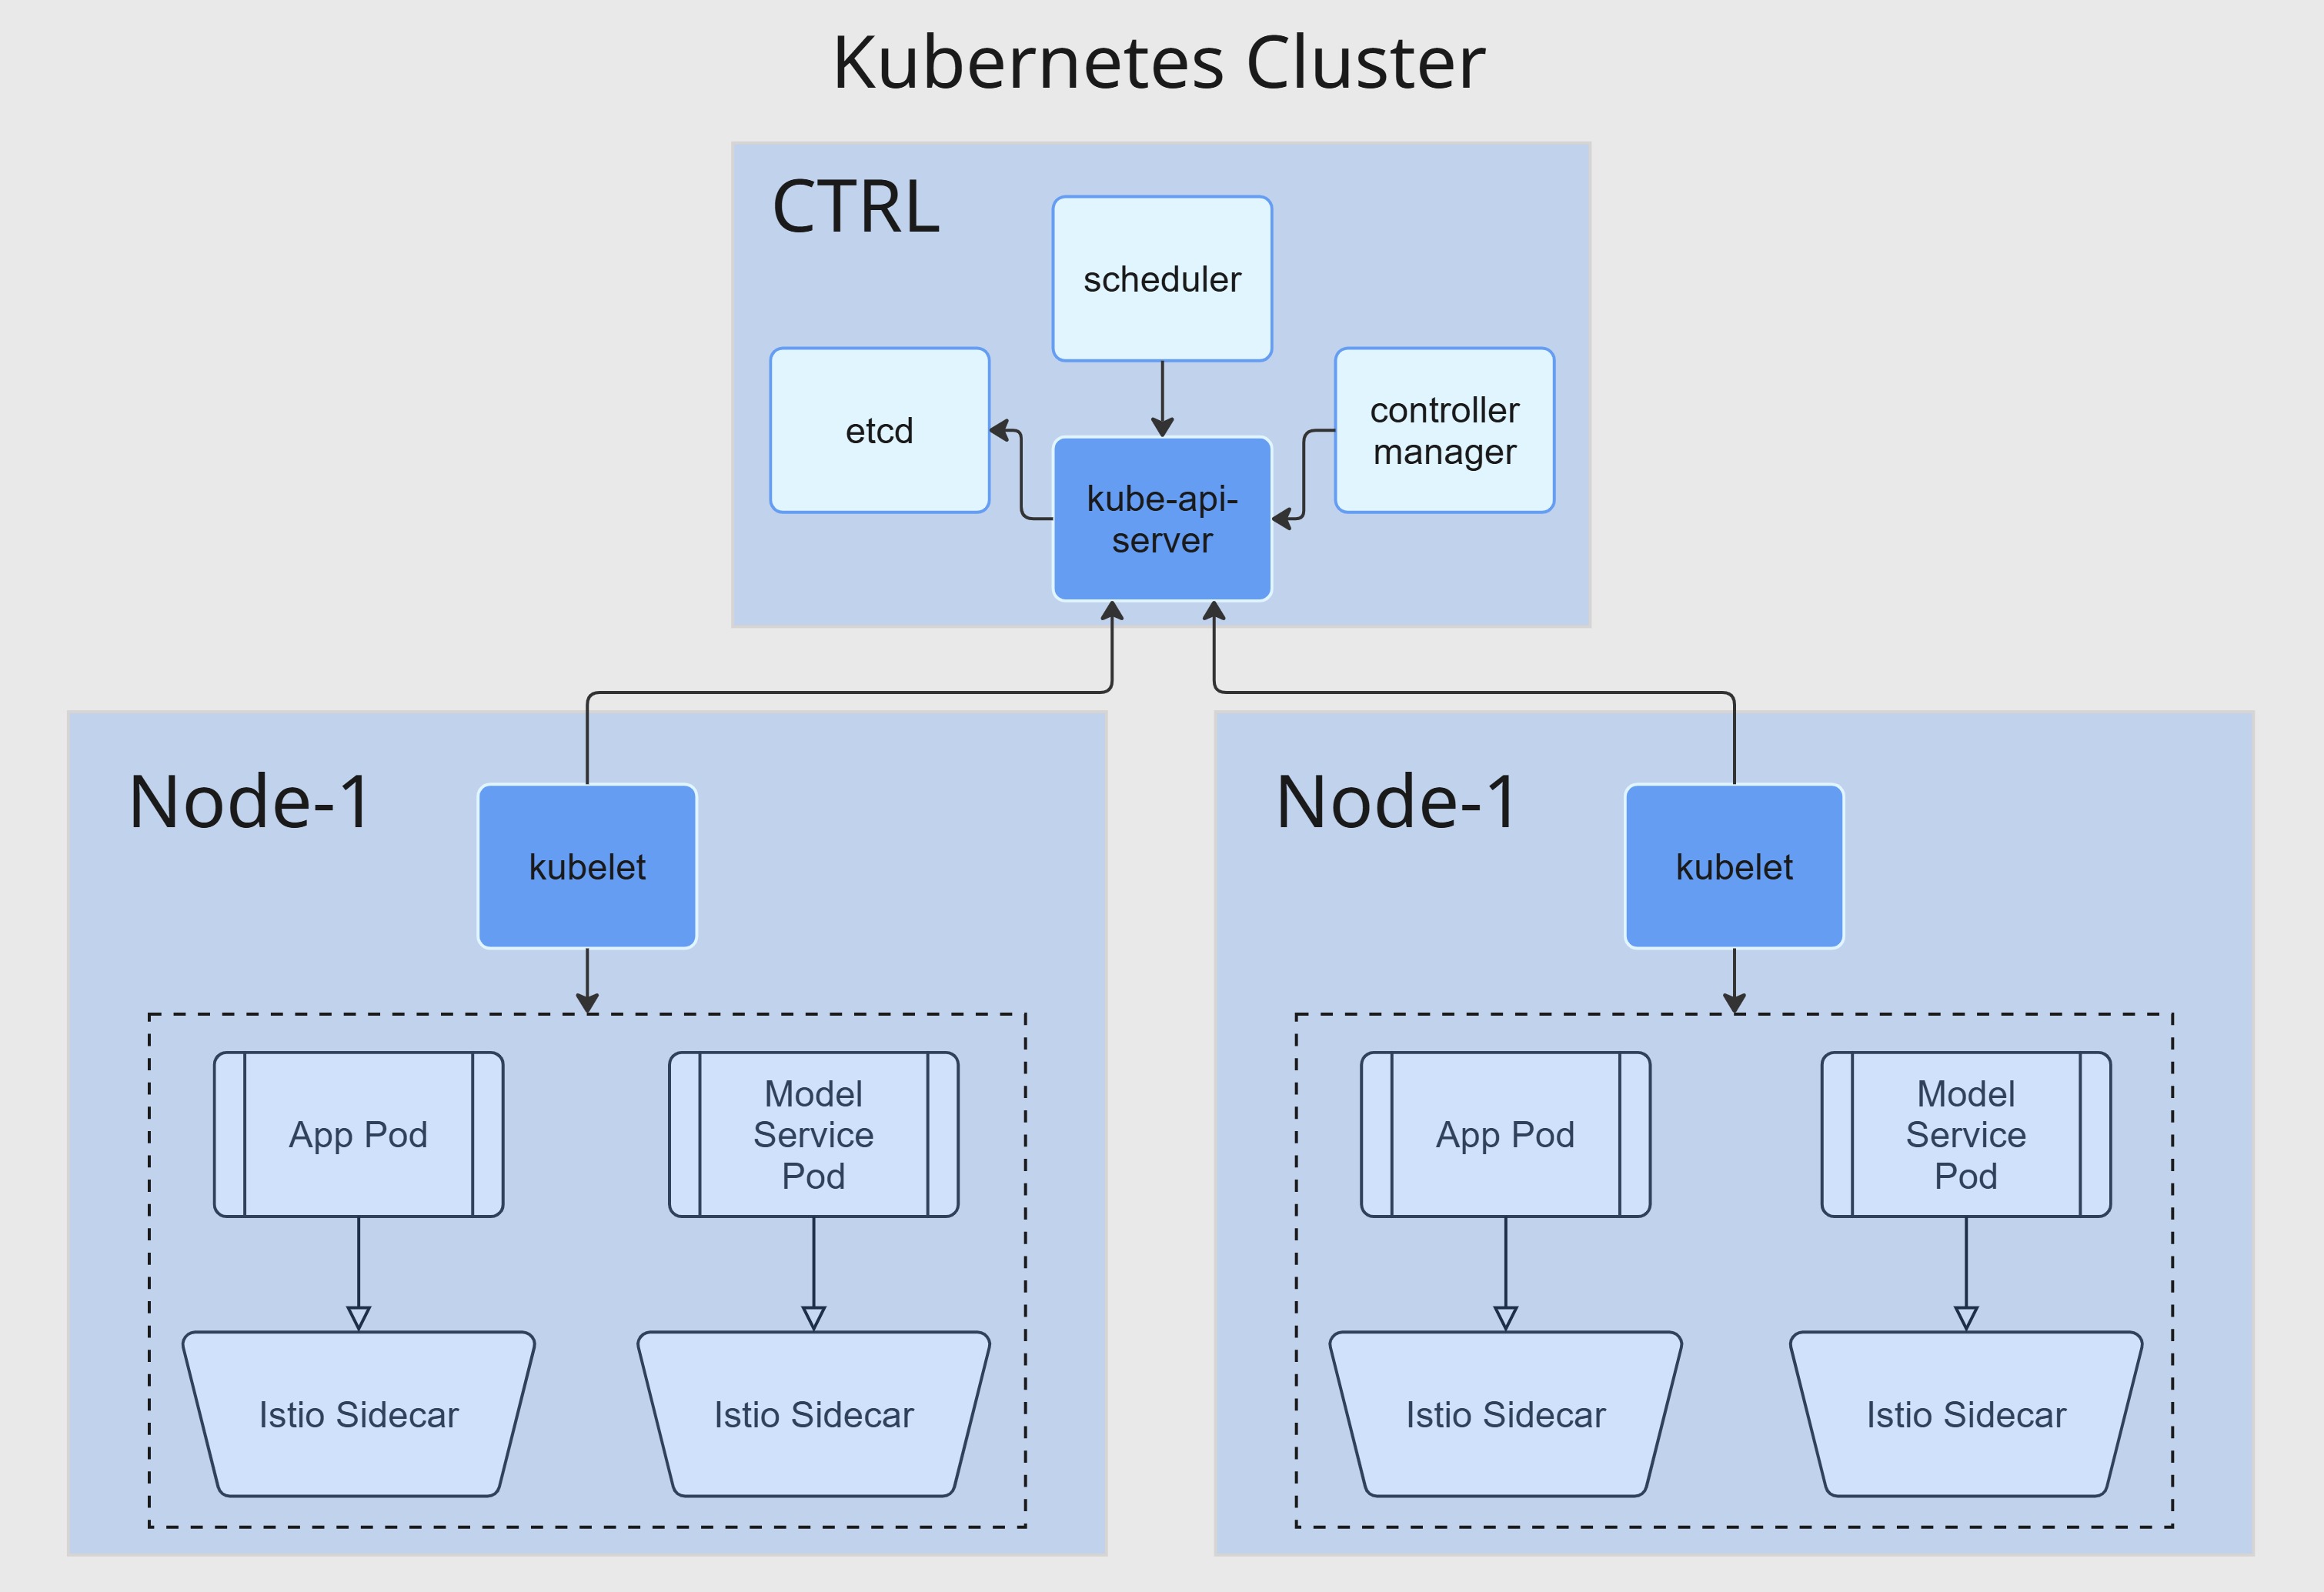 Kubernetes Cluster
CTRL
scheduler
etcd
controller
manager
kube-api-
server
Node-1
kubelet
App Pod
Model
Service
Pod
Istio Sidecar
Istio Sidecar
Node-1
kubelet
App Pod
Model
Service
Pod
Istio Sidecar
Istio Sidecar